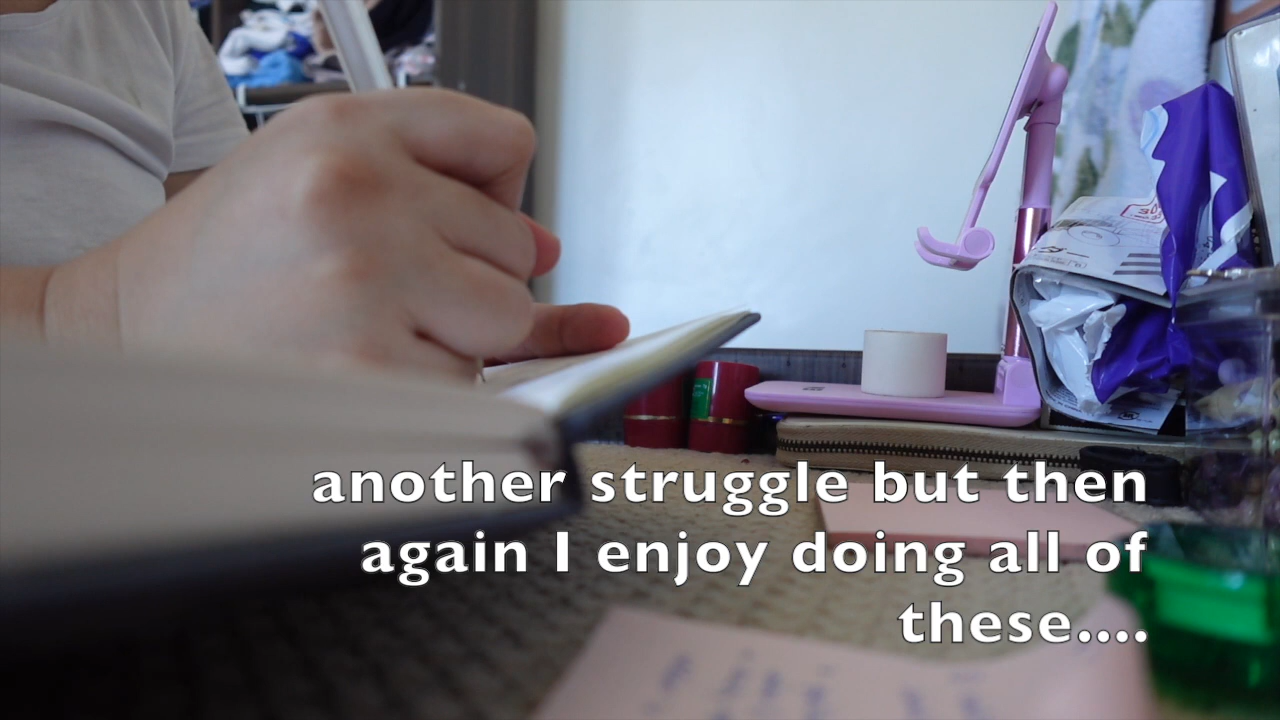 another struggle but then
again I enjoy doing all of
these....